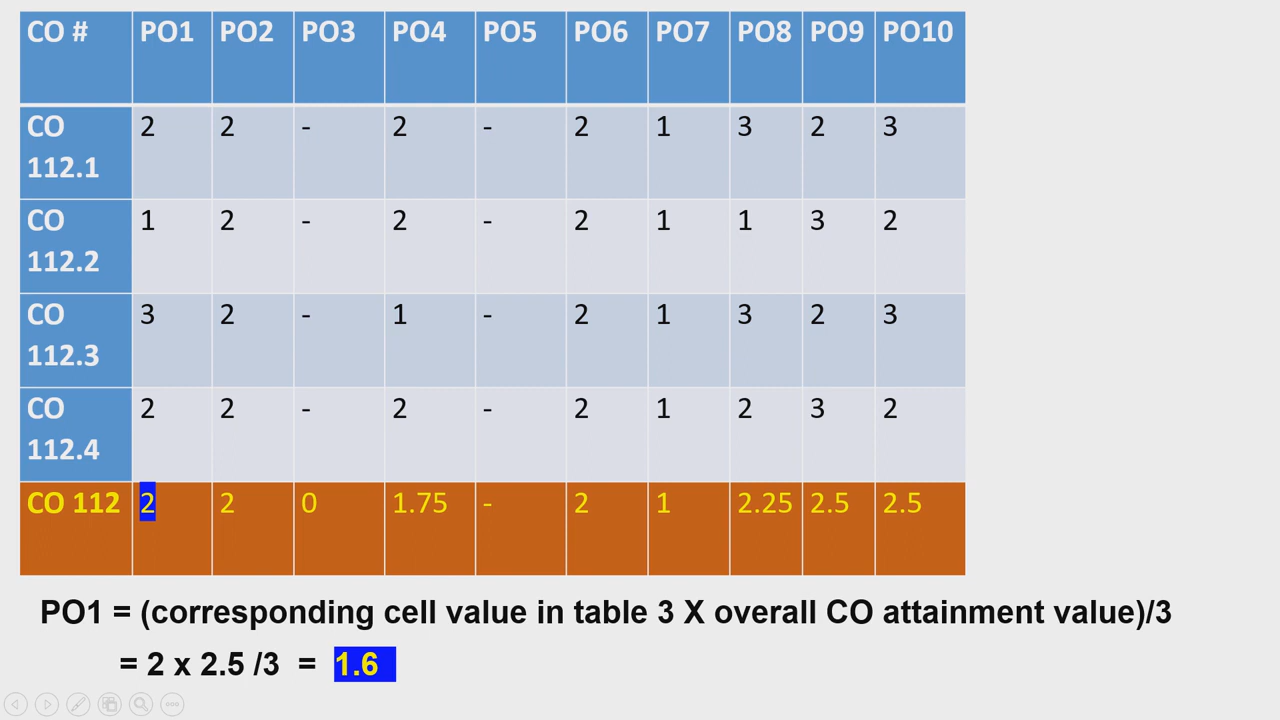 CO # PO1 PO2 PO3 PO4 PO5 PO6 PO7 PO8 PO9 PO10
CO 2 2 - 2 - 2 1 3 2 3
112.1
CO 1 2 - 2 - 2 1 1 3 2
112.2
CO 3 2 - 1 - 2 1 3 2 3
112.3
CO 2 2 - 2 - 2 1 2 3 2
112.4
CO 112 2 2 0 1.75 - 2 1 2.25 2.5 2.5
PO1 = (corresponding cell value in table 3 X overall CO attainment value)/3
= 2 x 2.5 /3 = 1.6